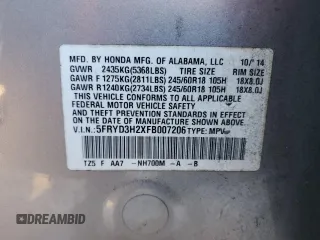 MFD. BY HONDA MFG. OF ALABAMA, LLC 10/14
GVWR 2435KG(5368LBS) TIRE SIZE RIM SIZE
GAWR F 1275KG(2811LBS) 245/60R18 105H 18X8.0J
GAWR R 1240KG(2734LBS) 245/60R18 105H 18X8.0J
THIS VEHICLE CONFORMS TO ALL APPLICABLE
FEDERAL MOTOR VEHICLE SAFETY
AND THEFT PREVENTION STANDARDS IN EFFECT
ON THE DATE OF MANUFACTURE SHOWN ABOVE.
V.I.N.: 5FRYD3H2XFB007206 TYPE: MPV
TZ5 F AA7 -NH700M -A -B
DREAMBID